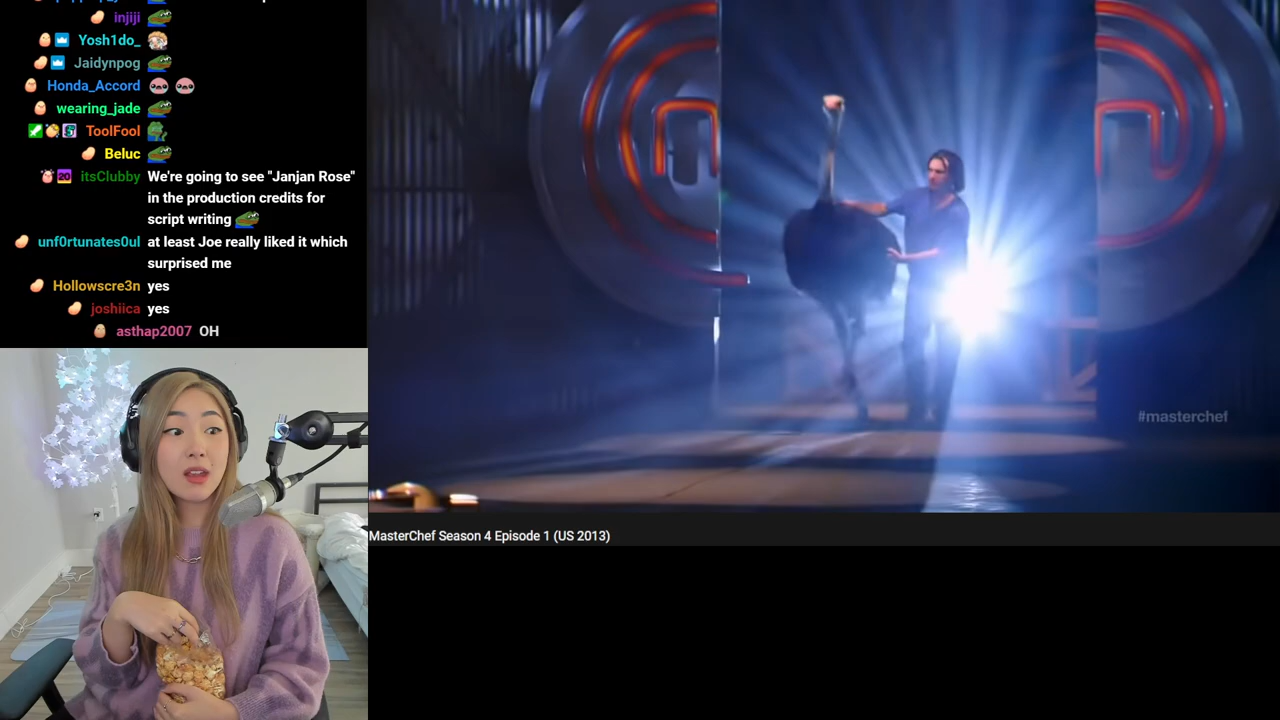 injiji
Yosh1do_
Jaidynpog
Honda_Accord
wearing_jade
ToolFool
Beluc
itsClubby We're going to see "Janjan Rose"
in the production credits for
script writing
unf0rtunates0ul at least Joe really liked it which
surprised me
Hollowscre3n yes
joshiica yes
asthap2007 OH
#masterchef
MasterChef Season 4 Episode 1 (US 2013)